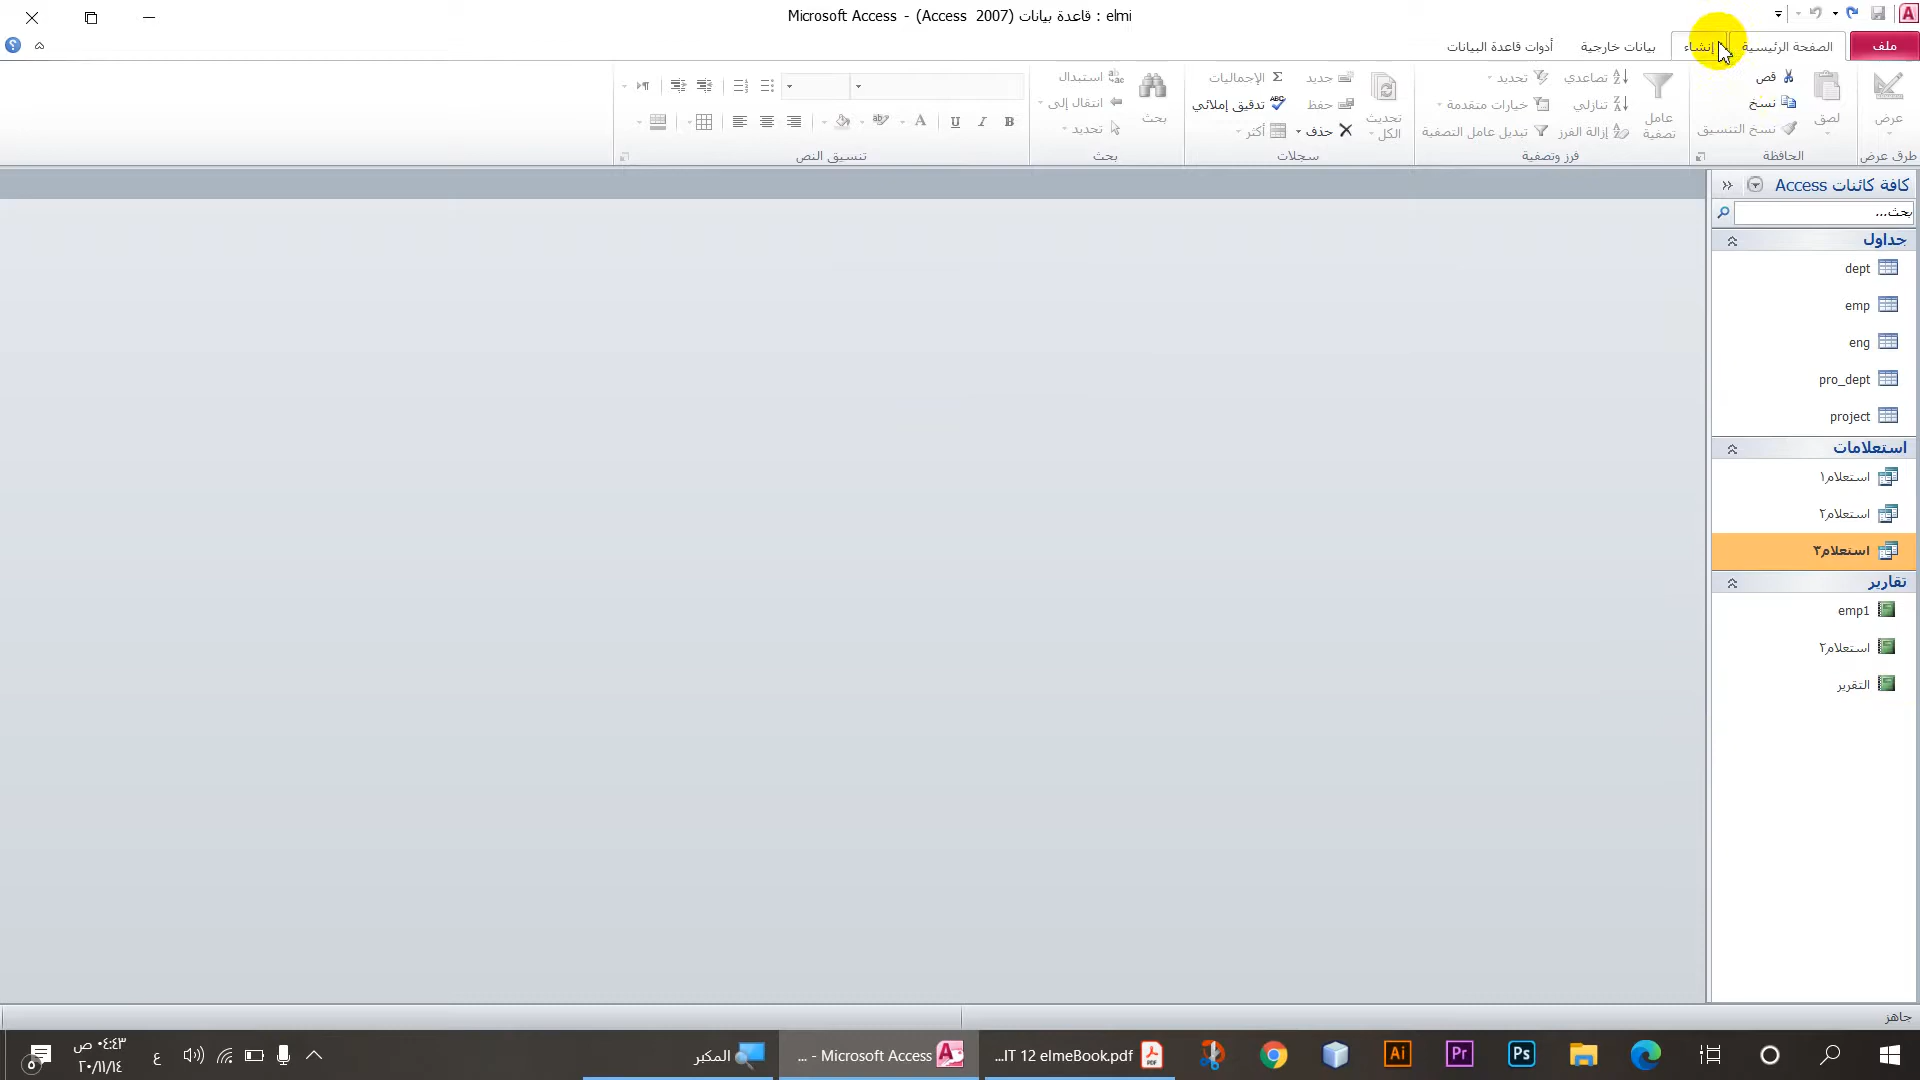 elmi : قاعدة بيانات (Access 2007) - Microsoft Access
ملف
الصفحة الرئيسية
إنشاء
بيانات خارجية
أدوات قاعدة البيانات
عرض
طرق عرض
لصق
قص
نسخ
نسخ التنسيق
الحافظة
عامل تصفية
تصاعدي
تنازلي
إزالة الفرز
تحديد
خيارات متقدمة
تبديل عامل التصفية
فرز وتصفية
تحديث الكل
جديد
حفظ
حذف
الإجماليات
تدقيق إملائي
أكثر
سجلات
بحث
استبدال
انتقال إلى
تحديد
بحث
تنسيق النص
كافة كائنات Access
بحث...
جداول
dept
emp
eng
pro_dept
project
استعلامات
استعلام١
استعلام٢
استعلام٣
تقارير
emp1
استعلام٢
التقرير
جاهز
IT 12 elmeBook.pdf...
Microsoft Access - ...
المكبر
ع
٠٤:٤٣ ص
٢٠/١١/١٤